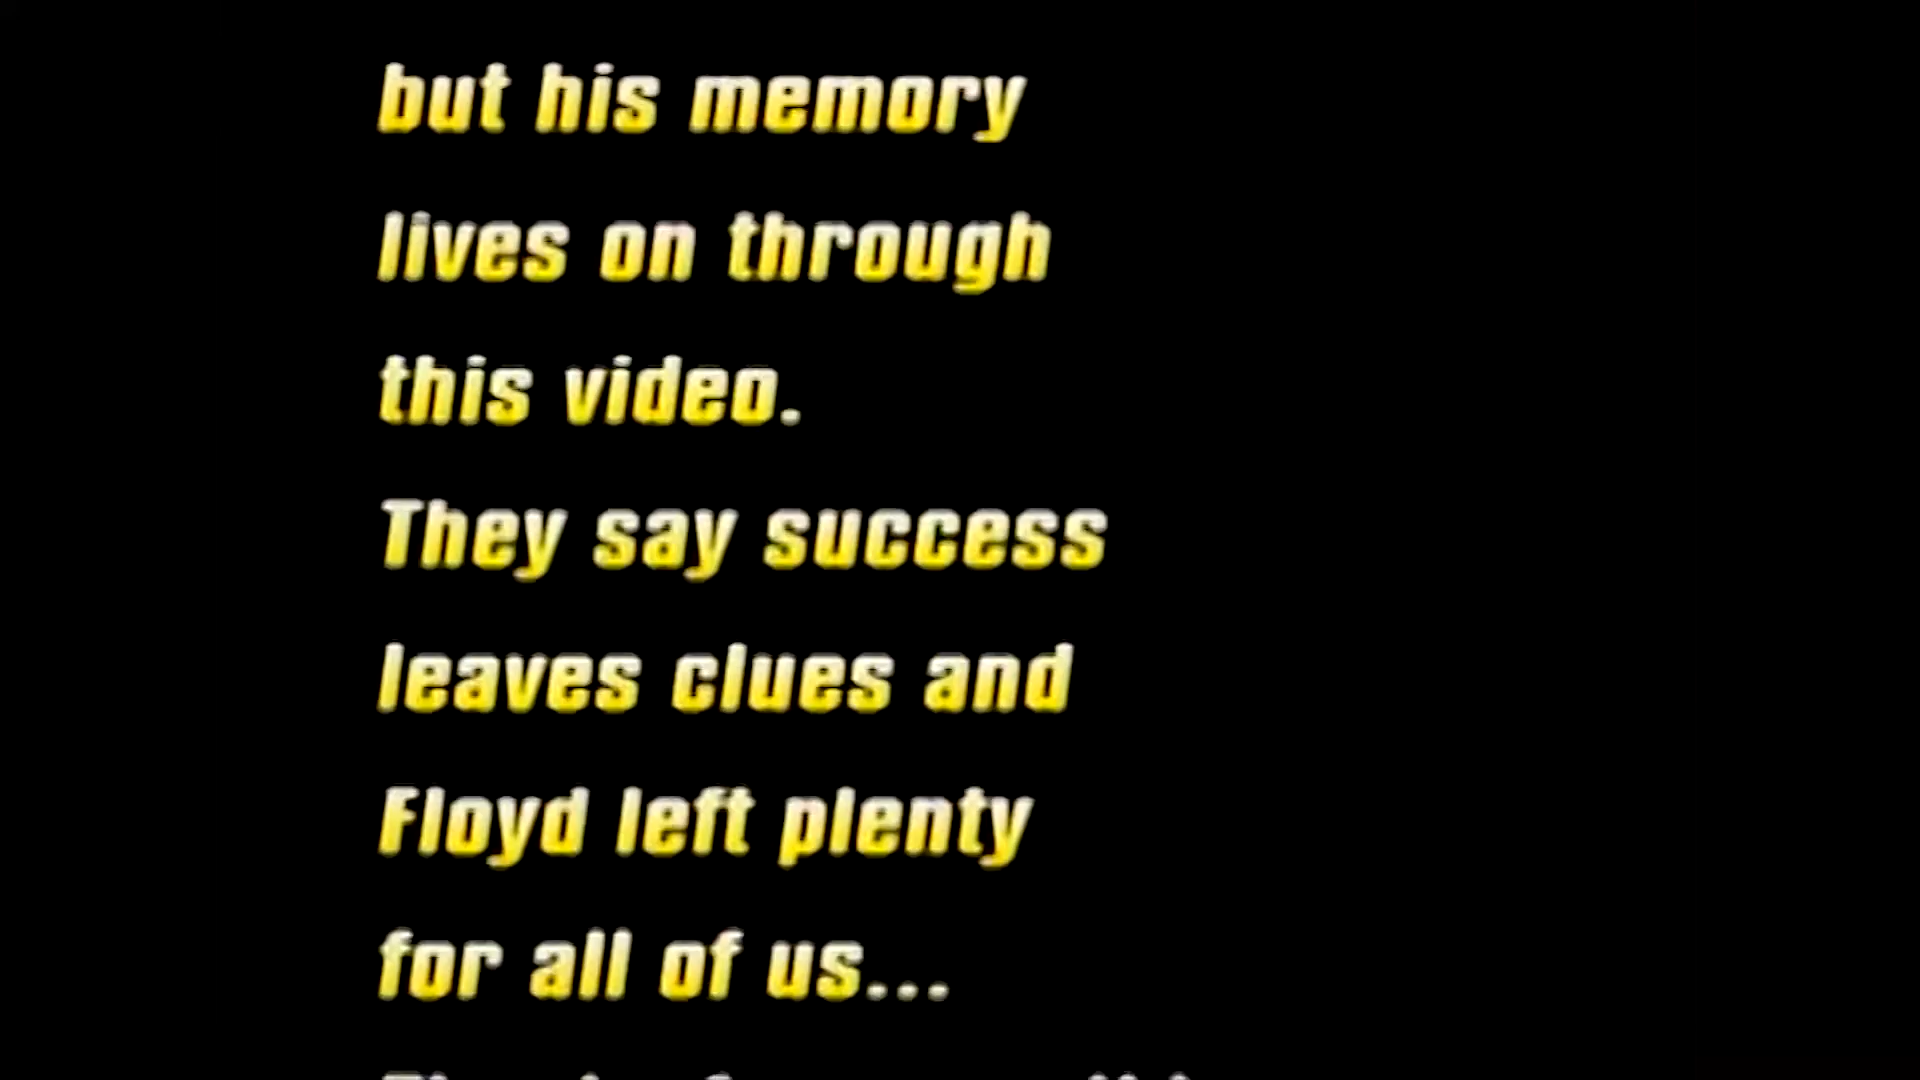 but his memory
lives on through
this video.
They say success
leaves clues and
Floyd left plenty
for all of us...